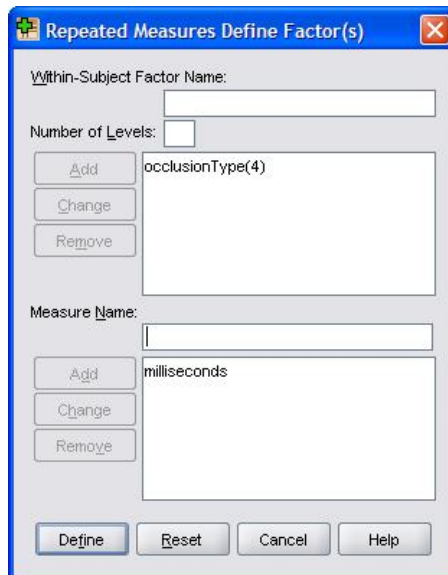 Repeated Measures Define Factor(s)
Within-Subject Factor Name:
Number of Levels:
Add
Change
Remove
occlusionType(4)
Measure Name:
Add
Change
Remove
milliseconds
Define Reset Cancel Help